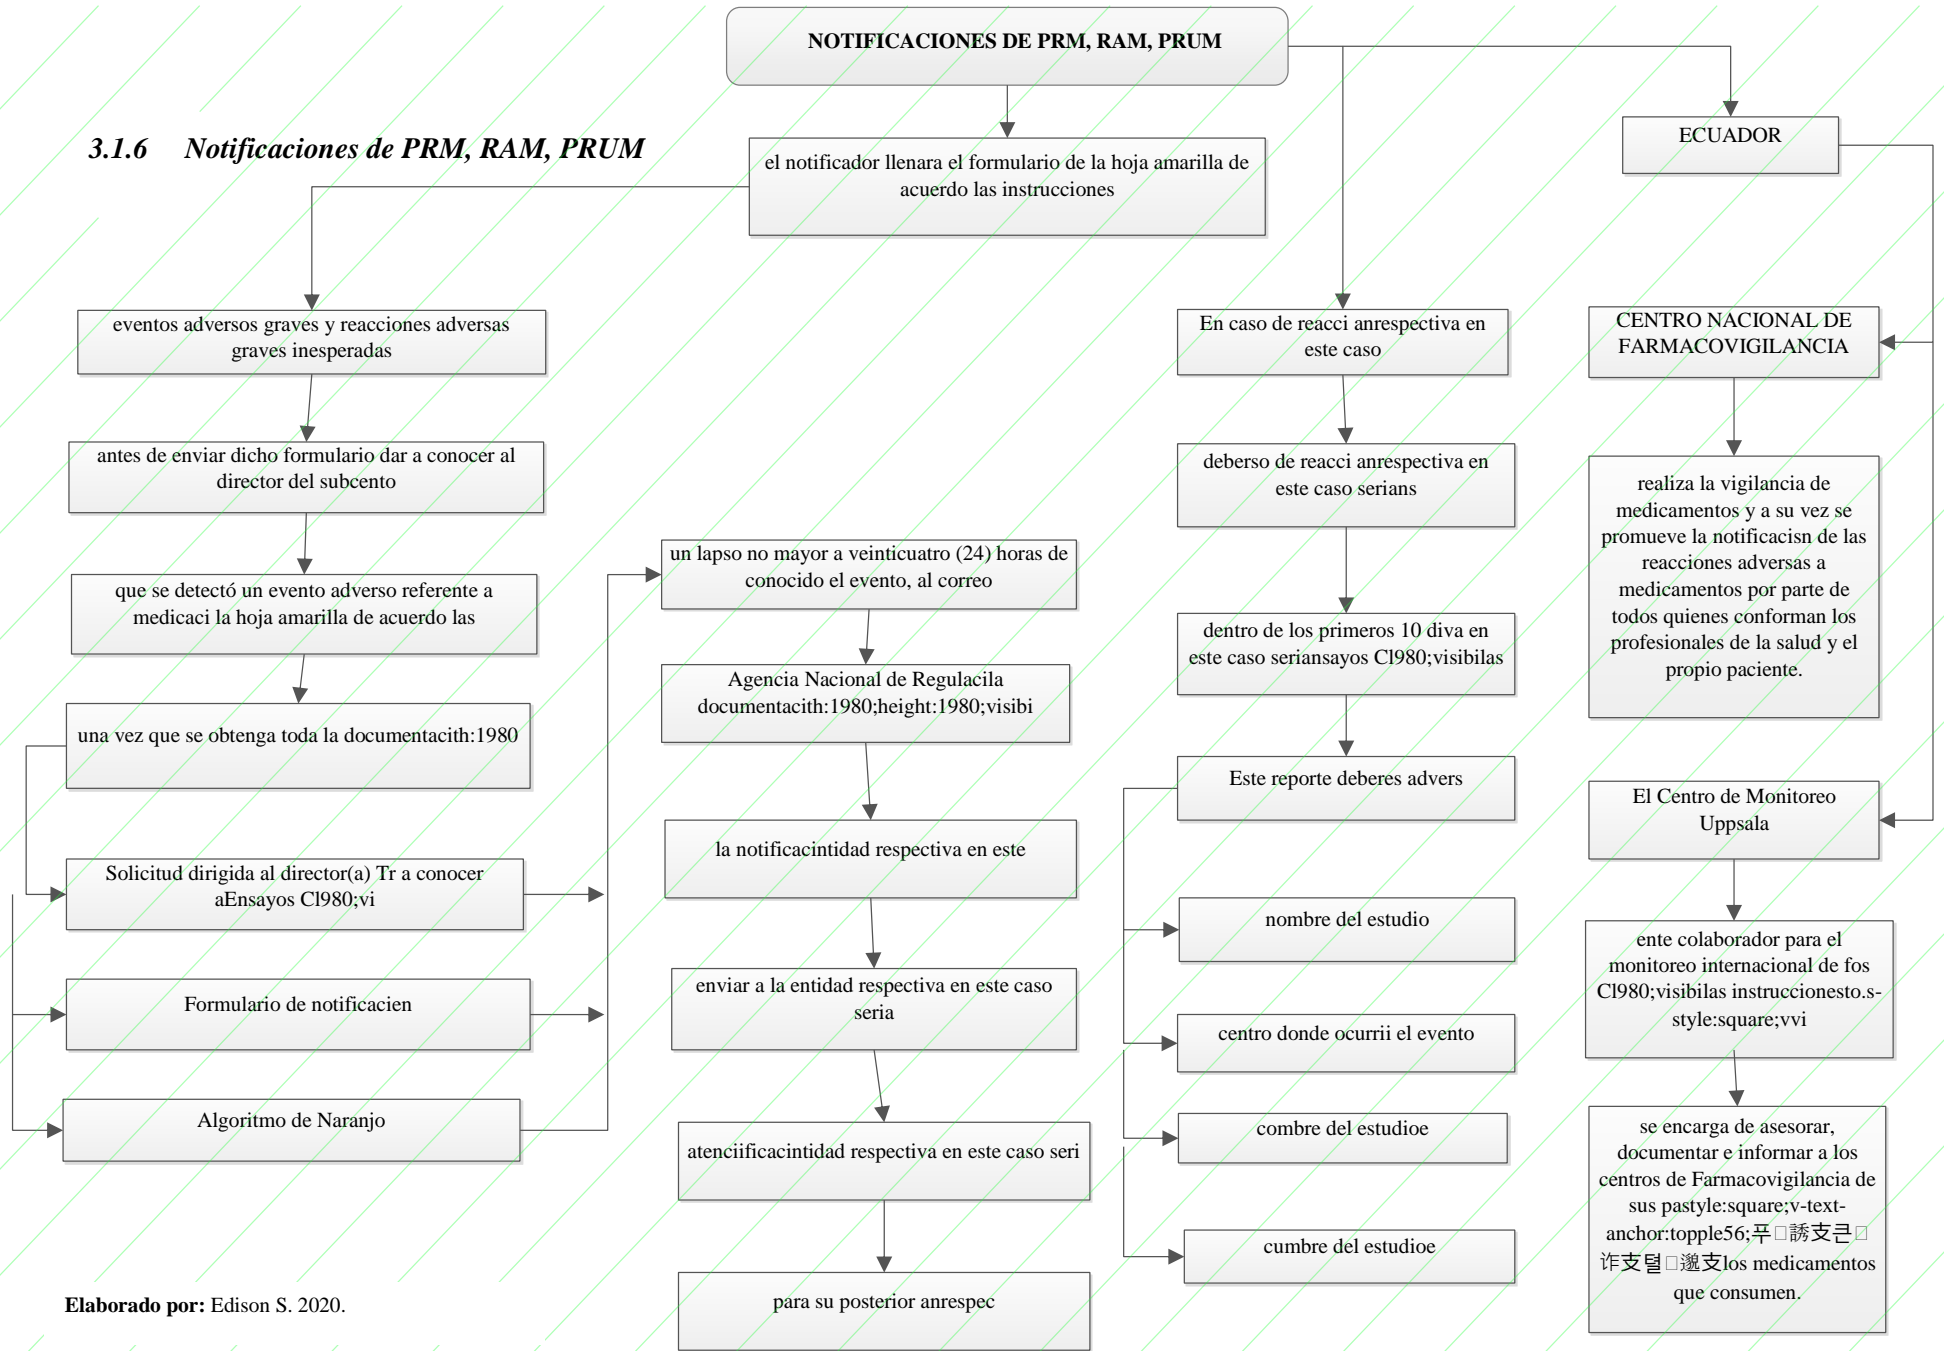 NOTIFICACIONES DE PRM, RAM, PRUM
3.1.6 Notificaciones de PRM, RAM, PRUM
el notificador llenara el formulario de la hoja amarilla de
acuerdo las instrucciones
eventos adversos graves y reacciones adversas
graves inesperadas
antes de enviar dicho formulario dar a conocer al
director del subcento
que se detectó un evento adverso referente a
medicaci la hoja amarilla de acuerdo las
una vez que se obtenga toda la documentacith:1980
Solicitud dirigida al director(a) Tr a conocer
aEnsayos Cl980;vi
Formulario de notificacien
Algoritmo de Naranjo
un lapso no mayor a veinticuatro (24) horas de
conocido el evento, al correo
Agencia Nacional de Regulacila
documentacith:1980;height:1980;visibi
la notificacintidad respectiva en este
enviar a la entidad respectiva en este caso
seria
atenciificacintidad respectiva en este caso seri
para su posterior anrespec
En caso de reacci anrespectiva en
este caso
deberso de reacci anrespectiva en
este caso serians
dentro de los primeros 10 diva en
este caso seriansayos Cl980;visibilas
Este reporte deberes advers
nombre del estudio
centro donde ocurrii el evento
combre del estudioe
cumbre del estudioe
ECUADOR
CENTRO NACIONAL DE
FARMACOVIGILANCIA
realiza la vigilancia de
medicamentos y a su vez se
promueve la notificacisn de las
reacciones adversas a
medicamentos por parte de
todos quienes conforman los
profesionales de la salud y el
propio paciente.
El Centro de Monitoreo
Uppsala
ente colaborador para el
monitoreo internacional de fos
Cl980;visibilas instruccionesto.s-
style:square;vvi
se encarga de asesorar,
documentar e informar a los
centros de Farmacovigilancia de
sus pastyle:square;v-text-
anchor:topple56;푸□誘支큰□
诈支텰□邈支los medicamentos
que consumen.
Elaborado por: Edison S. 2020.